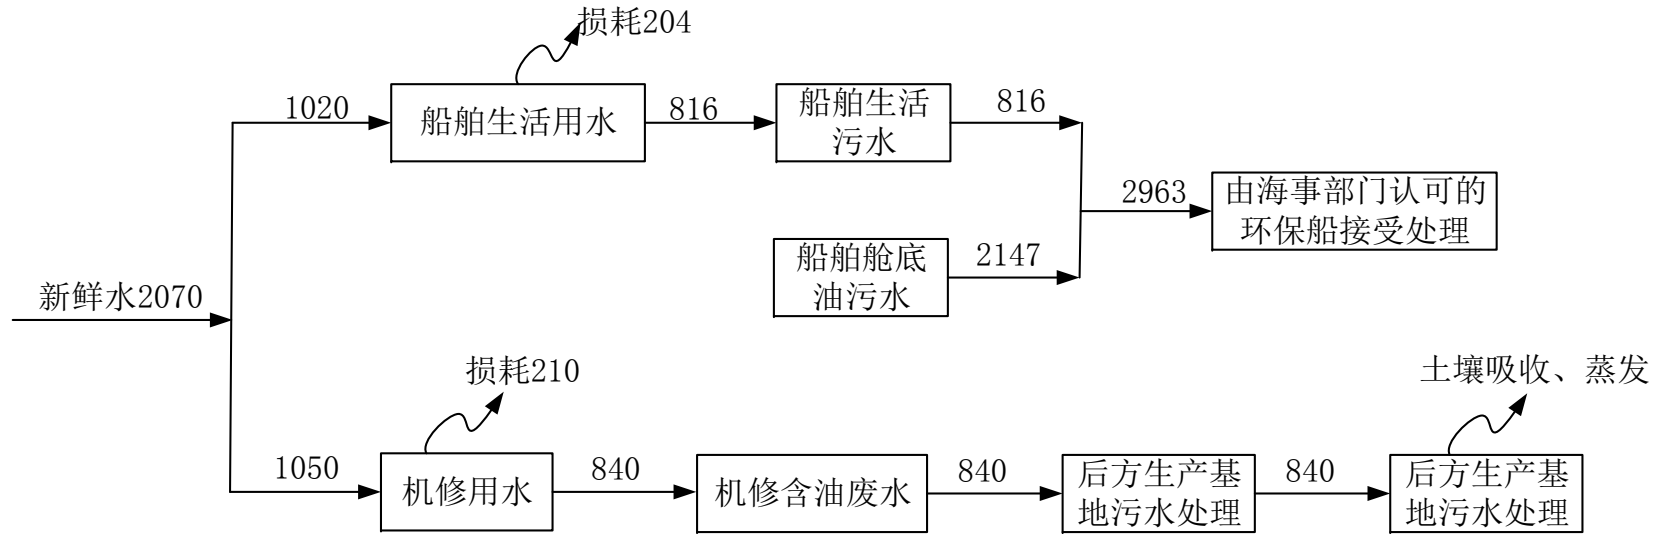 损耗204
1020
船舶生活用水
816
船舶生活
污水
816
2963
由海事部门认可的
环保船接受处理
船舶舱底
油污水
2147
新鲜水2070
损耗210
土壤吸收、蒸发
1050
机修用水
840
机修含油废水
840
后方生产基
地污水处理
840
后方生产基
地污水处理